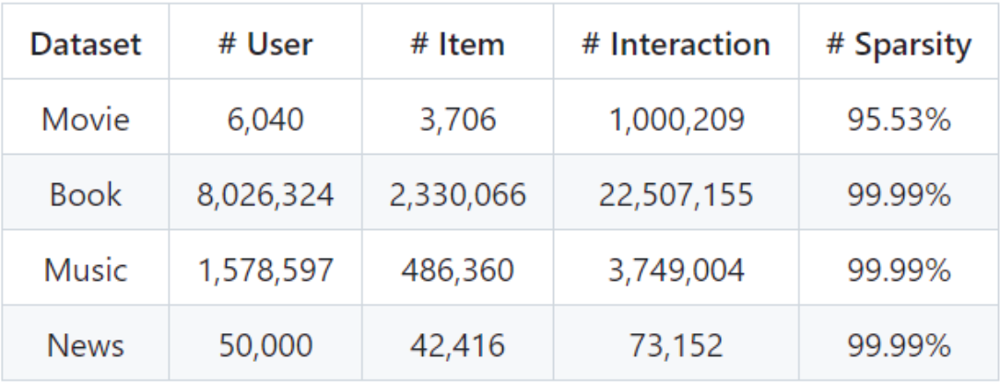 Dataset # User # Item # Interaction # Sparsity
Movie 6,040 3,706 1,000,209 95.53%
Book 8,026,324 2,330,066 22,507,155 99.99%
Music 1,578,597 486,360 3,749,004 99.99%
News 50,000 42,416 73,152 99.99%